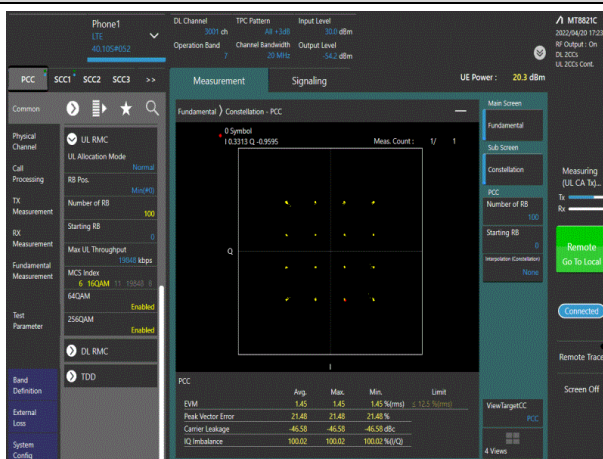 Phone1
LTE
40.105#052
DL Channel
3001 ch
TPC Pattern
All +3dB
Input Level
30.0 dBm
Operation Band
7
Channel Bandwidth
20 MHz
Output Level
-54.2 dBm
MT8821C
2022/04/20 17:23
RF Output : On
DL 2CCs
UL 2CCs Cont.
PCC SCC1 SCC2 SCC3 >>
Measurement
Signaling
UE Power : 20.3 dBm
Common
Physical
Channel
Call
Processing
TX
Measurement
RX
Measurement
Fundamental
Measurement
Test
Parameter
Band
Definition
External
Loss
System
Config
UL RMC
UL Allocation Mode
Normal
RB Pos.
Min(#0)
Number of RB
100
Starting RB
0
Max UL Throughput
19848 kbps
MCS Index
6 16QAM 11 19848 8
64QAM
Enabled
256QAM
Enabled
DL RMC
TDD
Fundamental 》 Constellation - PCC
0 Symbol
I 0.3313 Q -0.9595
Meas. Count : 1/ 1
Q
I
PCC
Avg. Max. Min. Limit
EVM 1.45 1.45 1.45 %(rms) ≤ 12.5 %(rms)
Peak Vector Error 21.48 21.48 21.48 %
Carrier Leakage -46.58 -46.58 -46.58 dBc
IQ Imbalance 100.02 100.02 100.02 %(I/Q)
Main Screen
Fundamental
Sub Screen
Constellation
PCC
Number of RB
100
Starting RB
0
Interpolation (Constellation)
None
ViewTargetCC
PCC
4 Views
Measuring
(UL CA Tx)...
Tx
Rx
Remote
Go To Local
Connected
Remote Trace
Screen Off